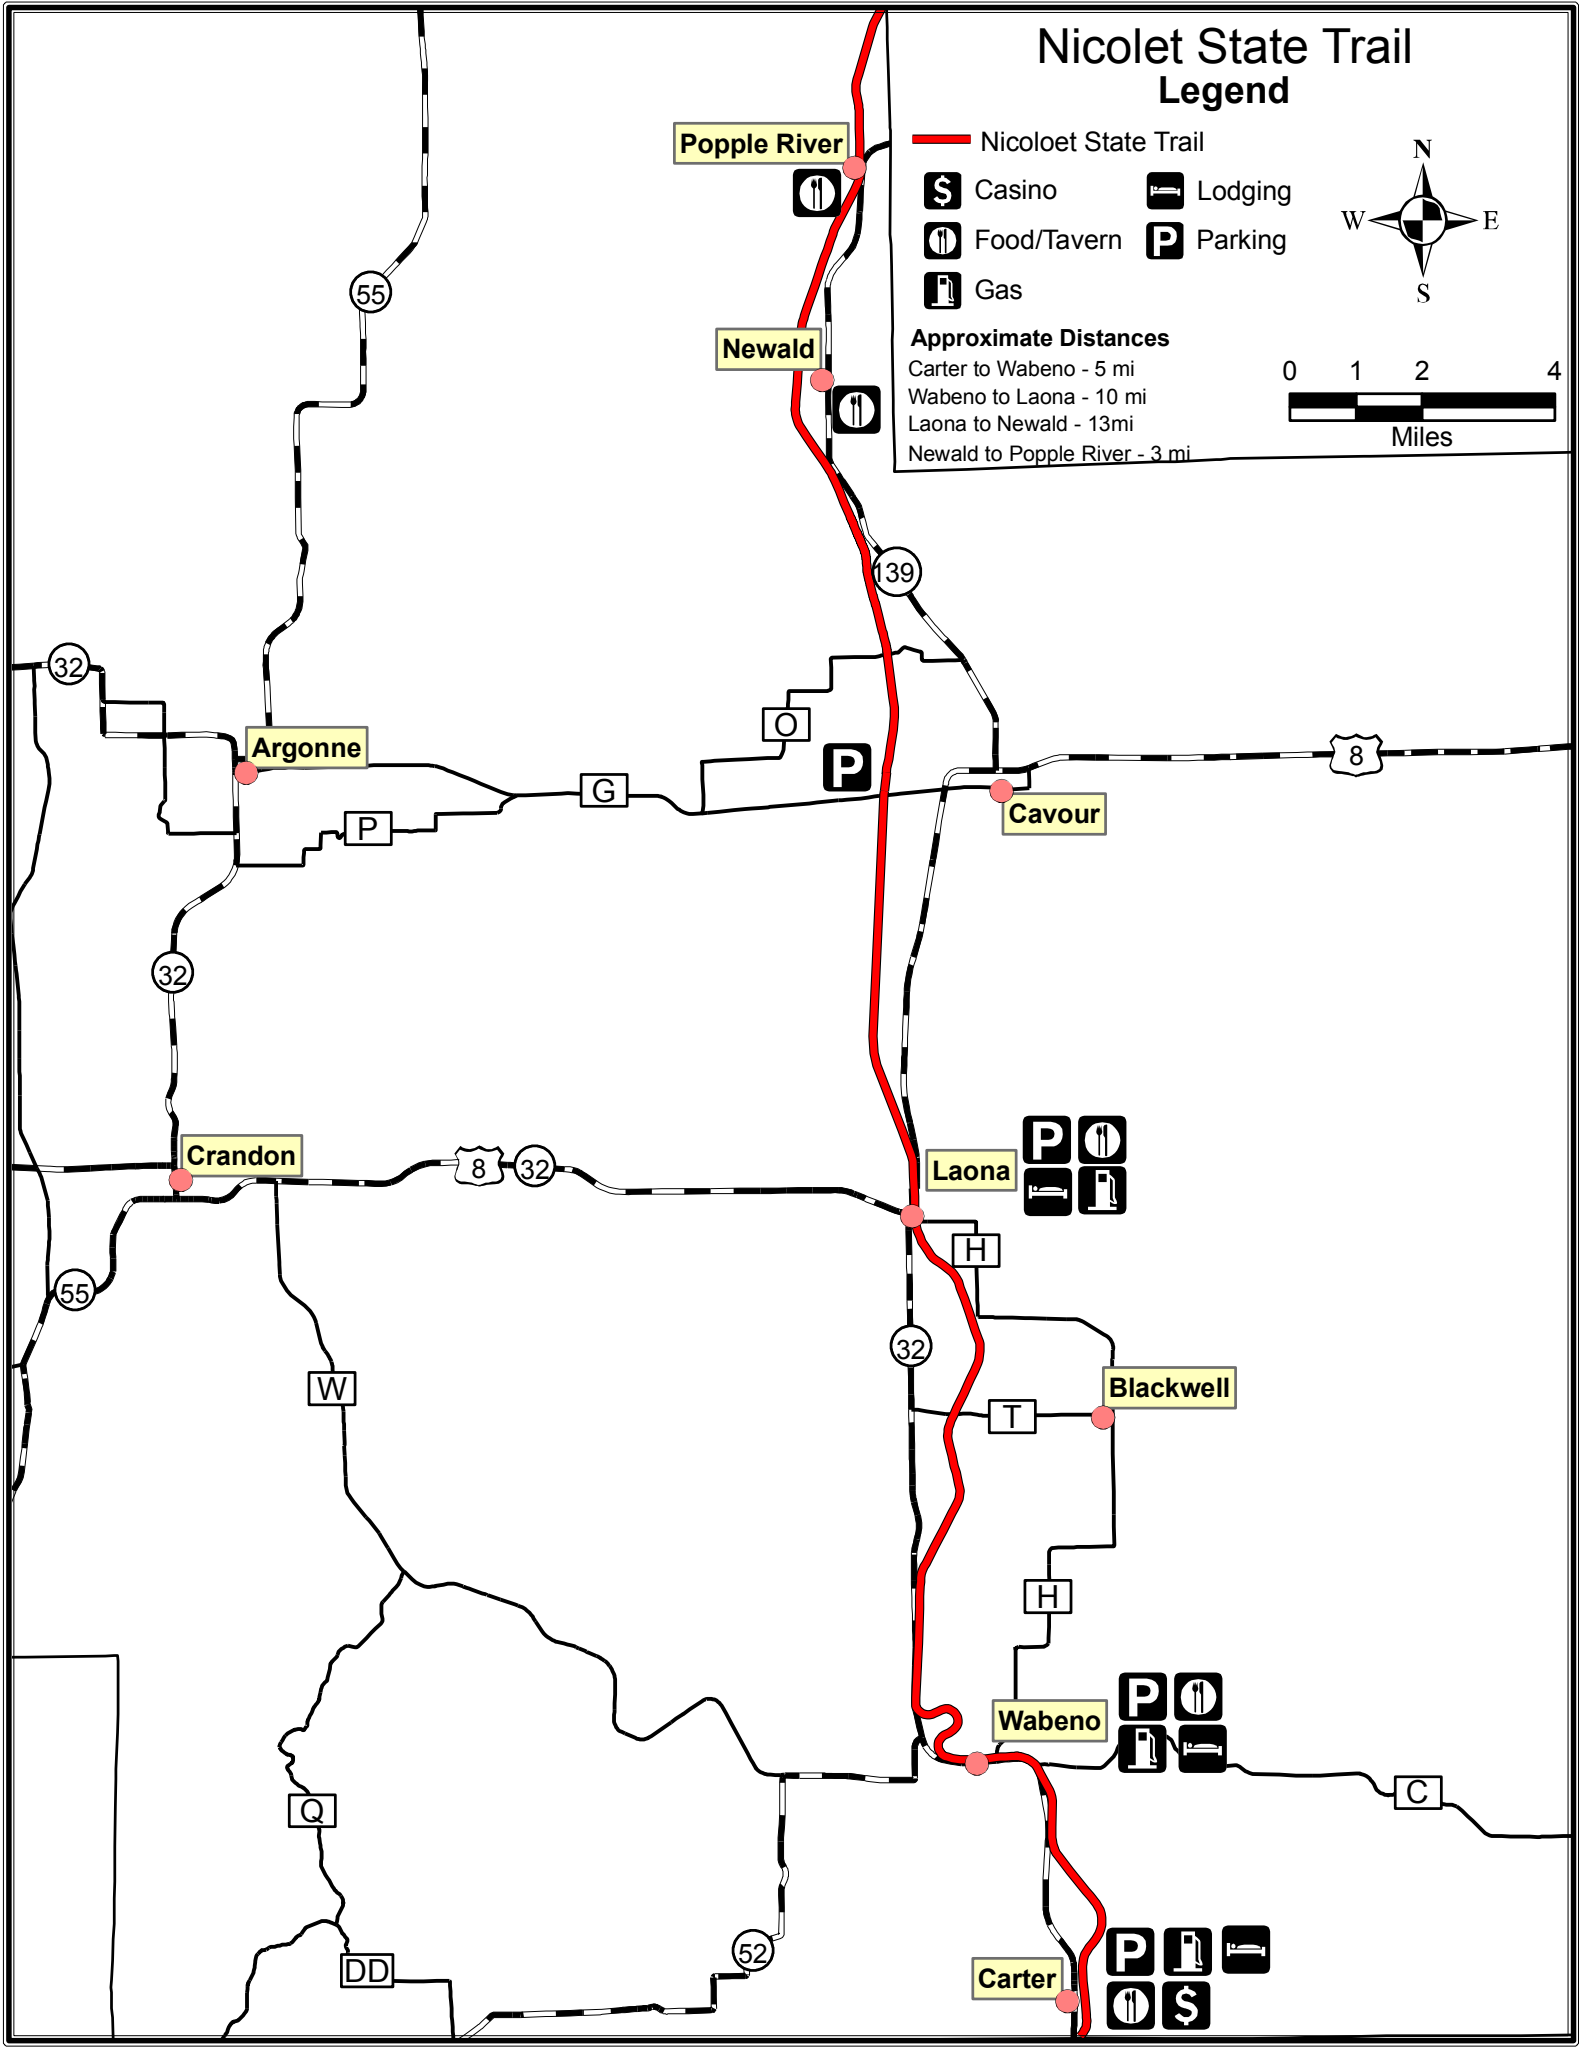 Nicolet State Trail
Legend
Nicoloet State Trail
Casino
Lodging
Food/Tavern
Parking
Gas
N
W
E
S
Approximate Distances
Carter to Wabeno - 5 mi
Wabeno to Laona - 10 mi
Laona to Newald - 13mi
Newald to Popple River - 3 mi
0 1 2 4
Miles
Popple River
55
Newald
139
32
O
P
Argonne
8
G
Cavour
P
32
P
Crandon
8
32
Laona
H
55
32
W
Blackwell
T
H
P
Wabeno
C
Q
52
DD
P
Carter
$
$
P